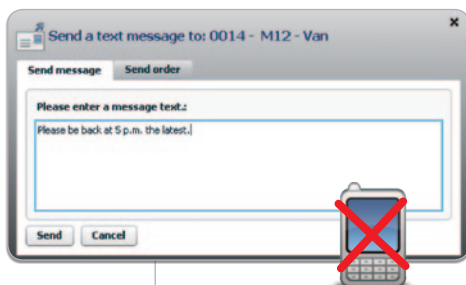 Send a text message to: 0014 - M12 - Van
Send message Send order
Please enter a message text.:
Please be back at 5 p.m. the latest.
Send Cancel